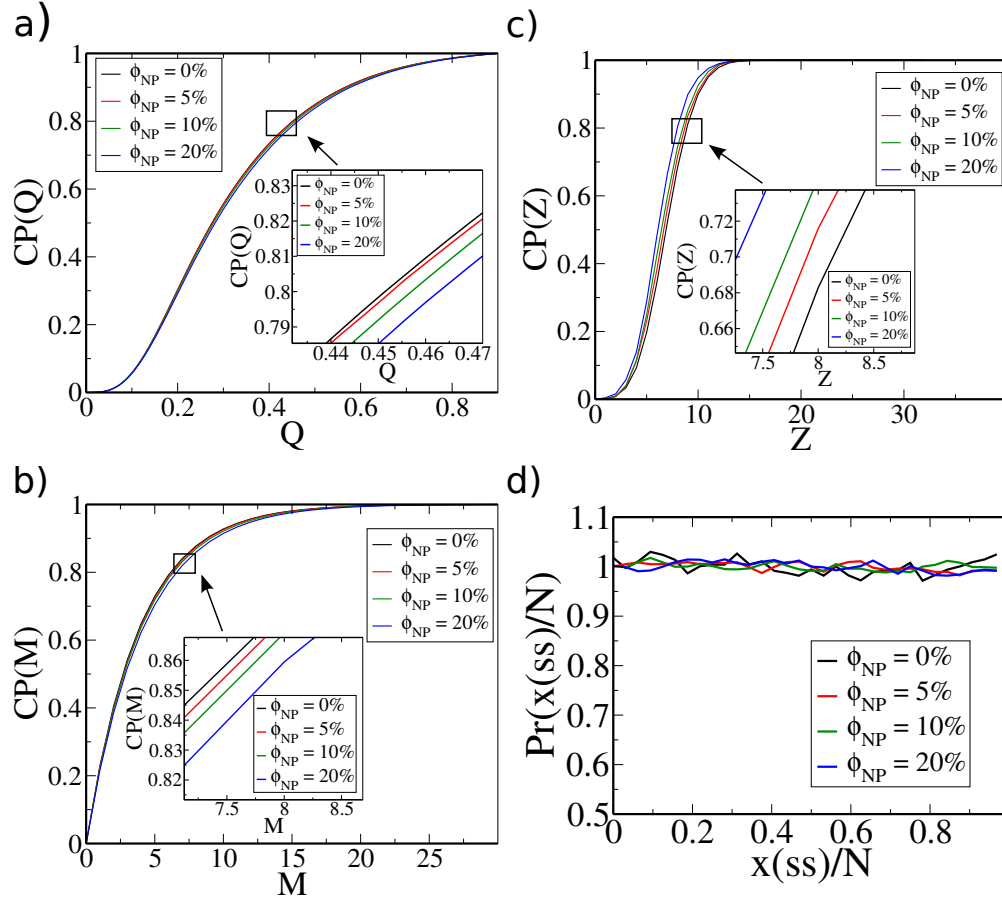 a)
CP(Q)
1
0.8
0.6
0.4
0.2
0
0 0.2 0.4 0.6 0.8
Q
ϕNP = 0%
ϕNP = 5%
ϕNP = 10%
ϕNP = 20%
CP(Q)
0.83
0.82
0.81
0.8
0.79
0.44 0.45 0.46 0.47
Q
ϕNP = 0%
ϕNP = 5%
ϕNP = 10%
ϕNP = 20%
c)
CP(Z)
1
0.8
0.6
0.4
0.2
0
0 10 20 30
Z
ϕNP = 0%
ϕNP = 5%
ϕNP = 10%
ϕNP = 20%
CP(Z)
0.72
0.7
0.68
0.66
7.5 8 8.5
Z
ϕNP = 0%
ϕNP = 5%
ϕNP = 10%
ϕNP = 20%
b)
CP(M)
1
0.8
0.6
0.4
0.2
0
0 5 10 15 20 25
M
ϕNP = 0%
ϕNP = 5%
ϕNP = 10%
ϕNP = 20%
CP(M)
0.86
0.85
0.84
0.83
0.82
7.5 8 8.5
M
ϕNP = 0%
ϕNP = 5%
ϕNP = 10%
ϕNP = 20%
d)
Pr(x(ss)/N)
1.1
1
0.9
0.8
0.7
0.6
0.5
0 0.2 0.4 0.6 0.8
x(ss)/N
ϕNP = 0%
ϕNP = 5%
ϕNP = 10%
ϕNP = 20%